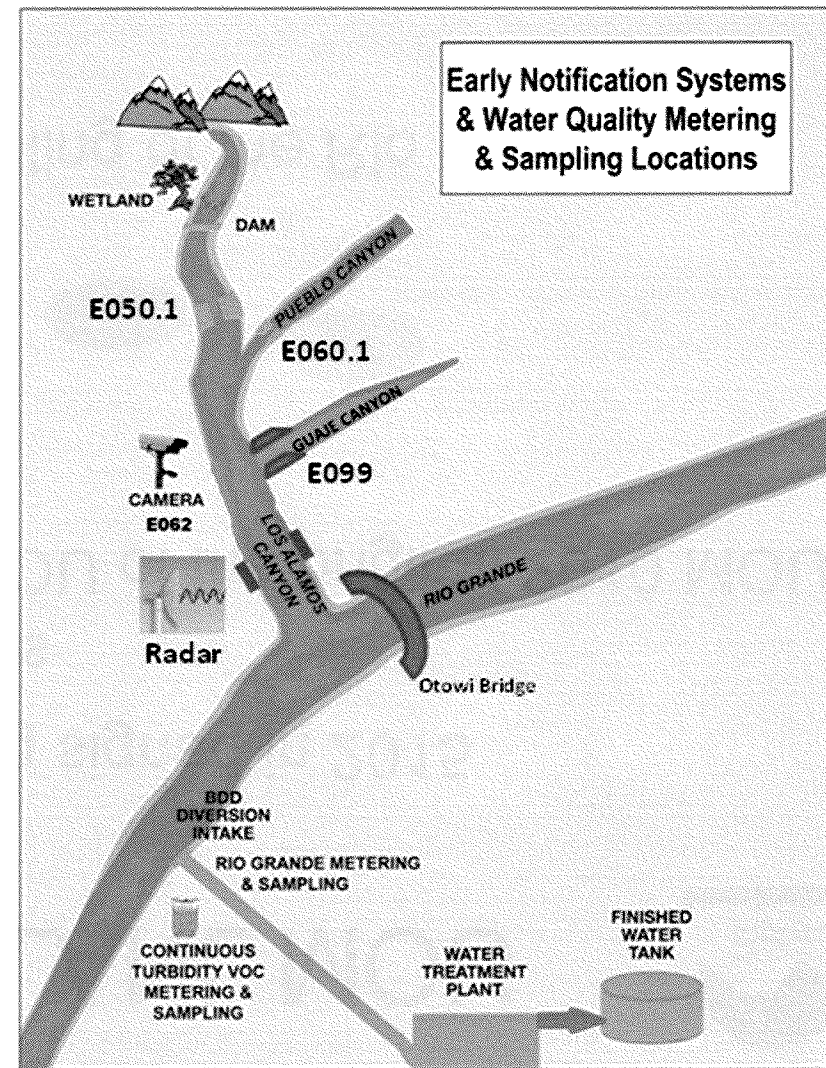 Early Notification Systems
& Water Quality Metering
& Sampling Locations
WETLAND
DAM
PUEBLO CANYON
E050.1
E060.1
GUAJE CANYON
E099
CAMERA
E062
LOS ALAMOS
CANYON
RIO GRANDE
Radar
Otowi Bridge
BDD
DIVERSION
INTAKE
RIO GRANDE METERING
& SAMPLING
CONTINUOUS
TURBIDITY VOC
METERING &
SAMPLING
WATER
TREATMENT
PLANT
FINISHED
WATER
TANK